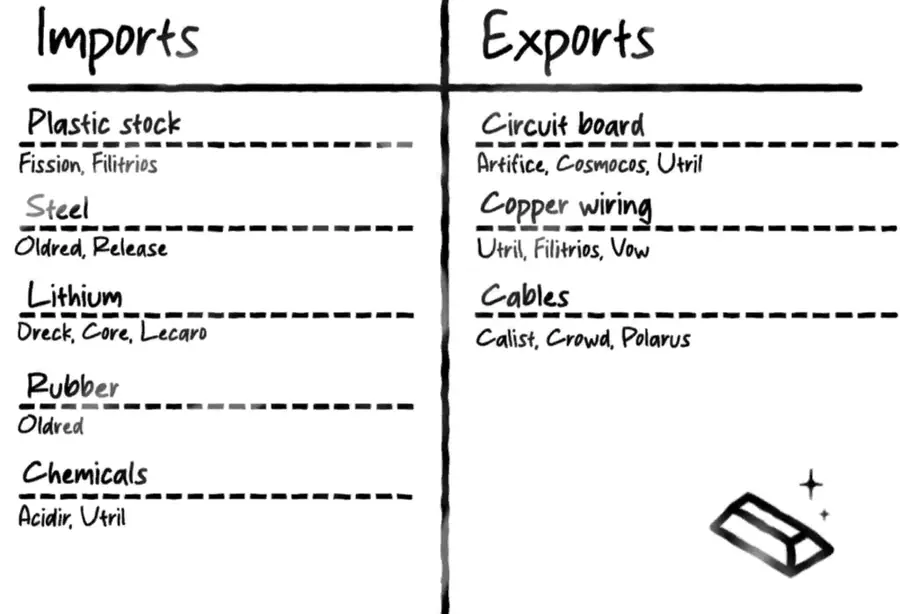 Imports
Plastic stock
Fission, Filitrios
Steel
Oldred, Release
Lithium
Dreck, Core, Lecaro
Rubber
Oldred
Chemicals
Acidir, Utril
Exports
Circuit board
Artifice, Cosmocos, Utril
Copper wiring
Utril, Filitrios, Vow
Cables
Calist, Crowd, Polarus